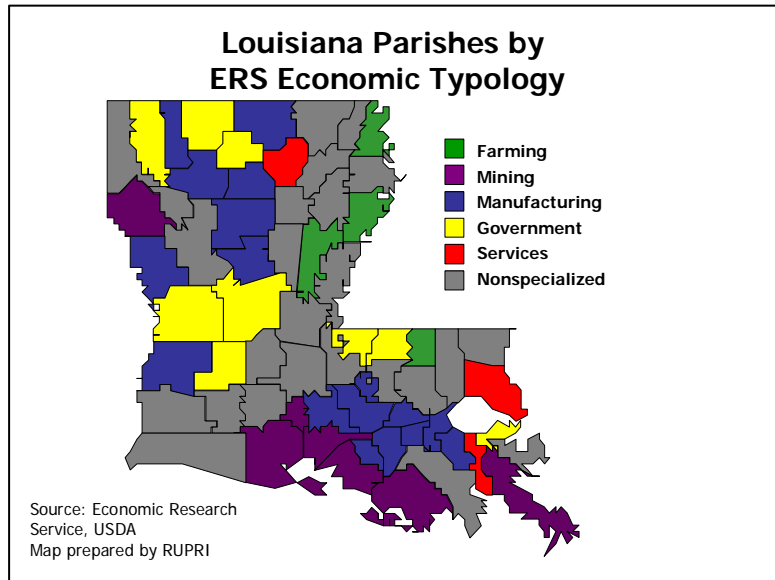 Louisiana Parishes by
ERS Economic Typology
Farming
Mining
Manufacturing
Government
Services
Nonspecialized
Source: Economic Research
Service, USDA
Map prepared by RUPRI